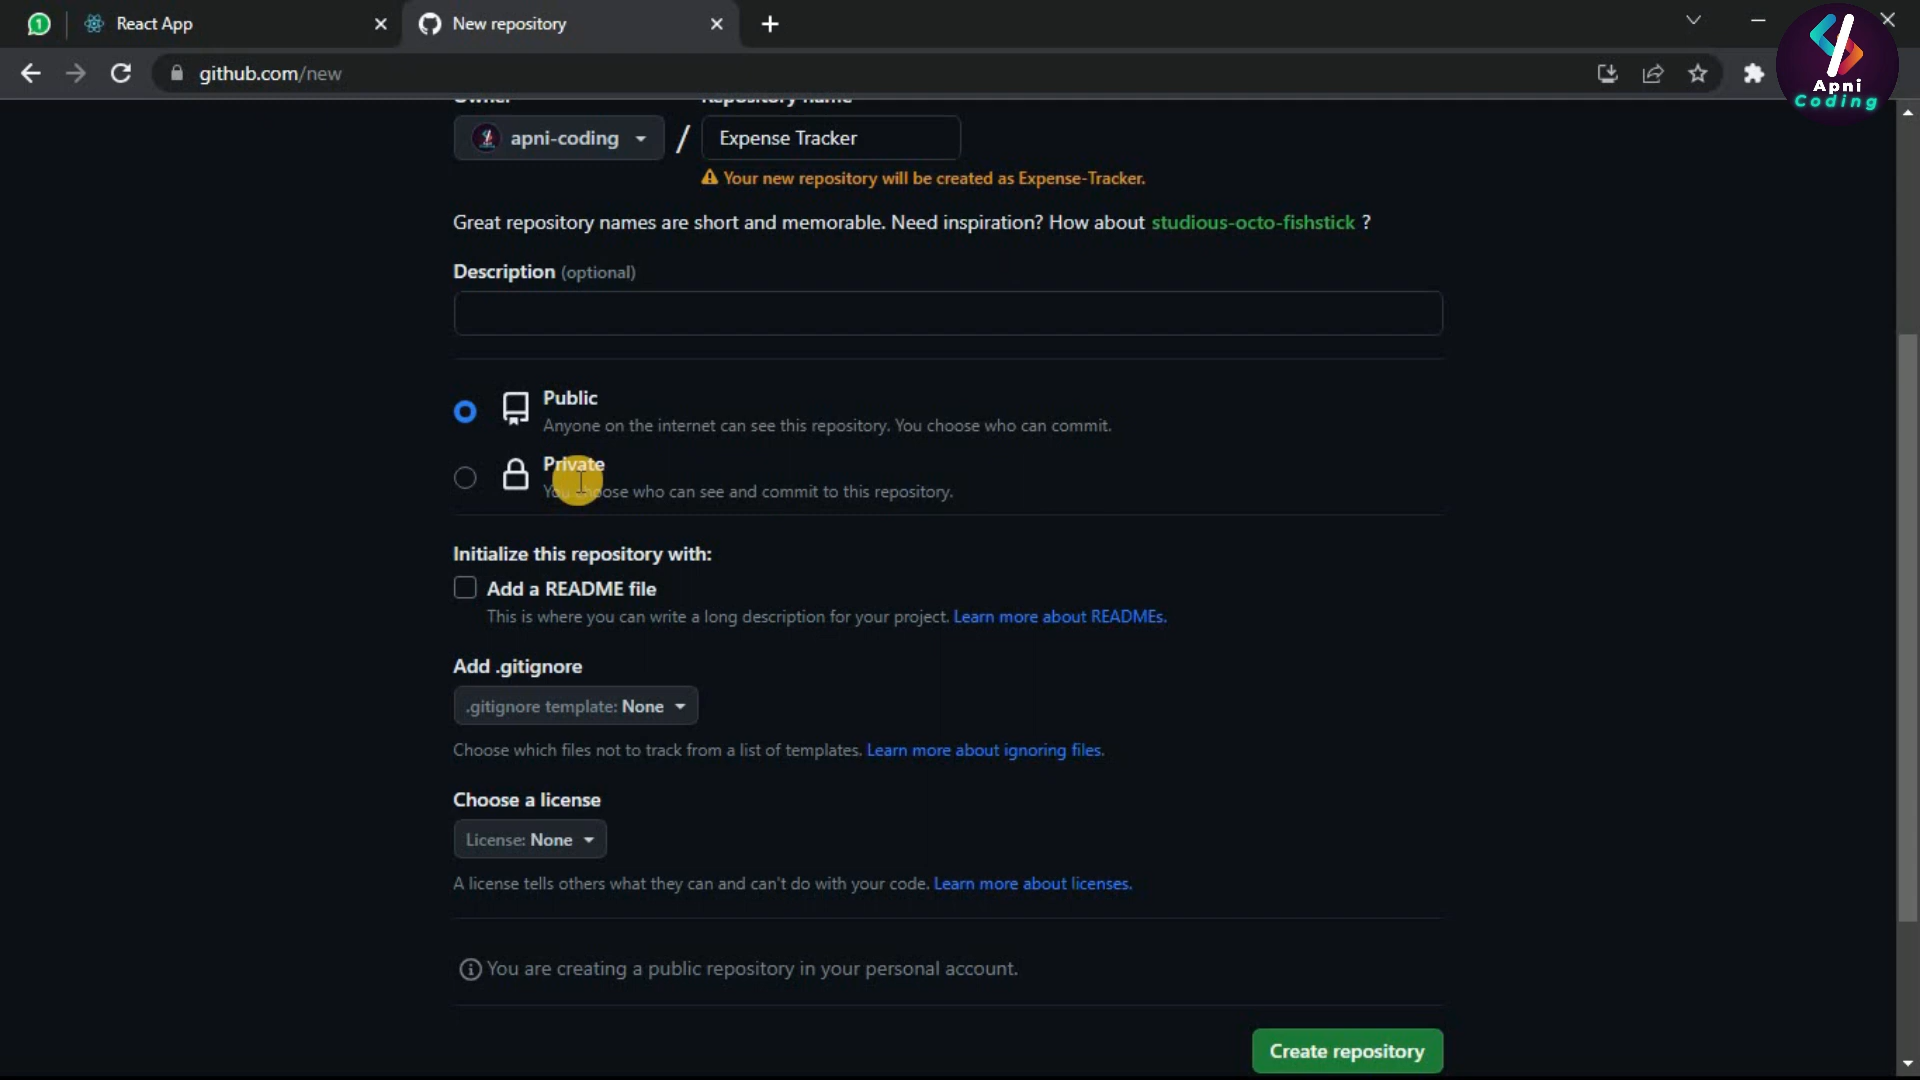 1
React App
New repository
github.com/new
Apni
Coding
Owner
Repository name
apni-coding
/
Expense Tracker
Your new repository will be created as Expense-Tracker.
Great repository names are short and memorable. Need inspiration? How about studious-octo-fishstick ?
Description (optional)
Public
Anyone on the internet can see this repository. You choose who can commit.
Private
You choose who can see and commit to this repository.
Initialize this repository with:
Add a README file
This is where you can write a long description for your project. Learn more about READMEs.
Add .gitignore
.gitignore template: None
Choose which files not to track from a list of templates. Learn more about ignoring files.
Choose a license
License: None
A license tells others what they can and can't do with your code. Learn more about licenses.
You are creating a public repository in your personal account.
Create repository